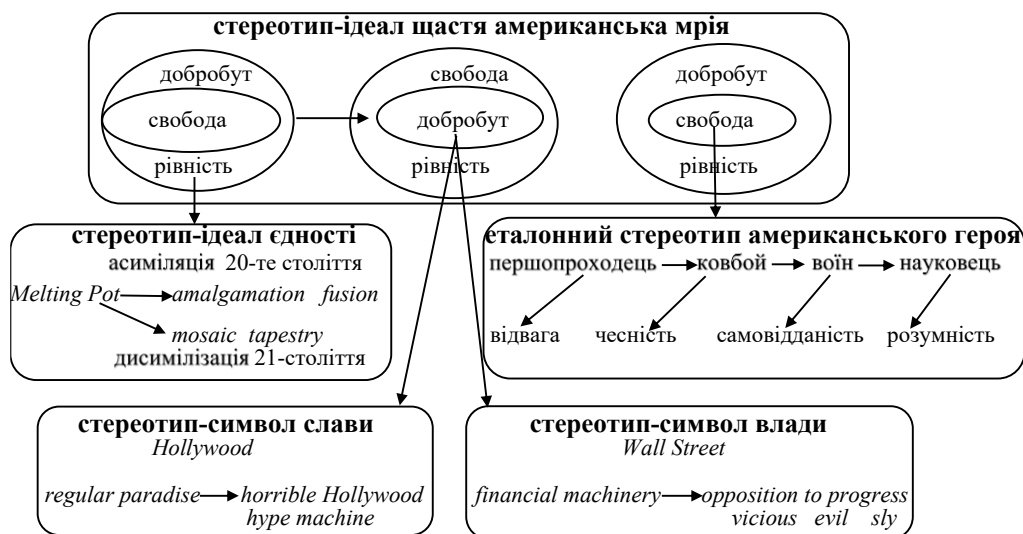 стереотип-ідеал щастя американська мрія
добробут
свобода
рівність
свобода
добробут
рівність
добробут
свобода
рівність
стереотип-ідеал єдності
асиміляція 20-те століття
Melting Pot amalgamation fusion
mosaic tapestry
дисимілізація 21-століття
еталонний стереотип американського героя
першопроходець ковбой воїн науковець
відвага чесність самовідданість розумність
стереотип-символ слави
Hollywood
regular paradise horrible Hollywood
hype machine
стереотип-символ влади
Wall Street
financial machinery opposition to progress
vicious evil sly